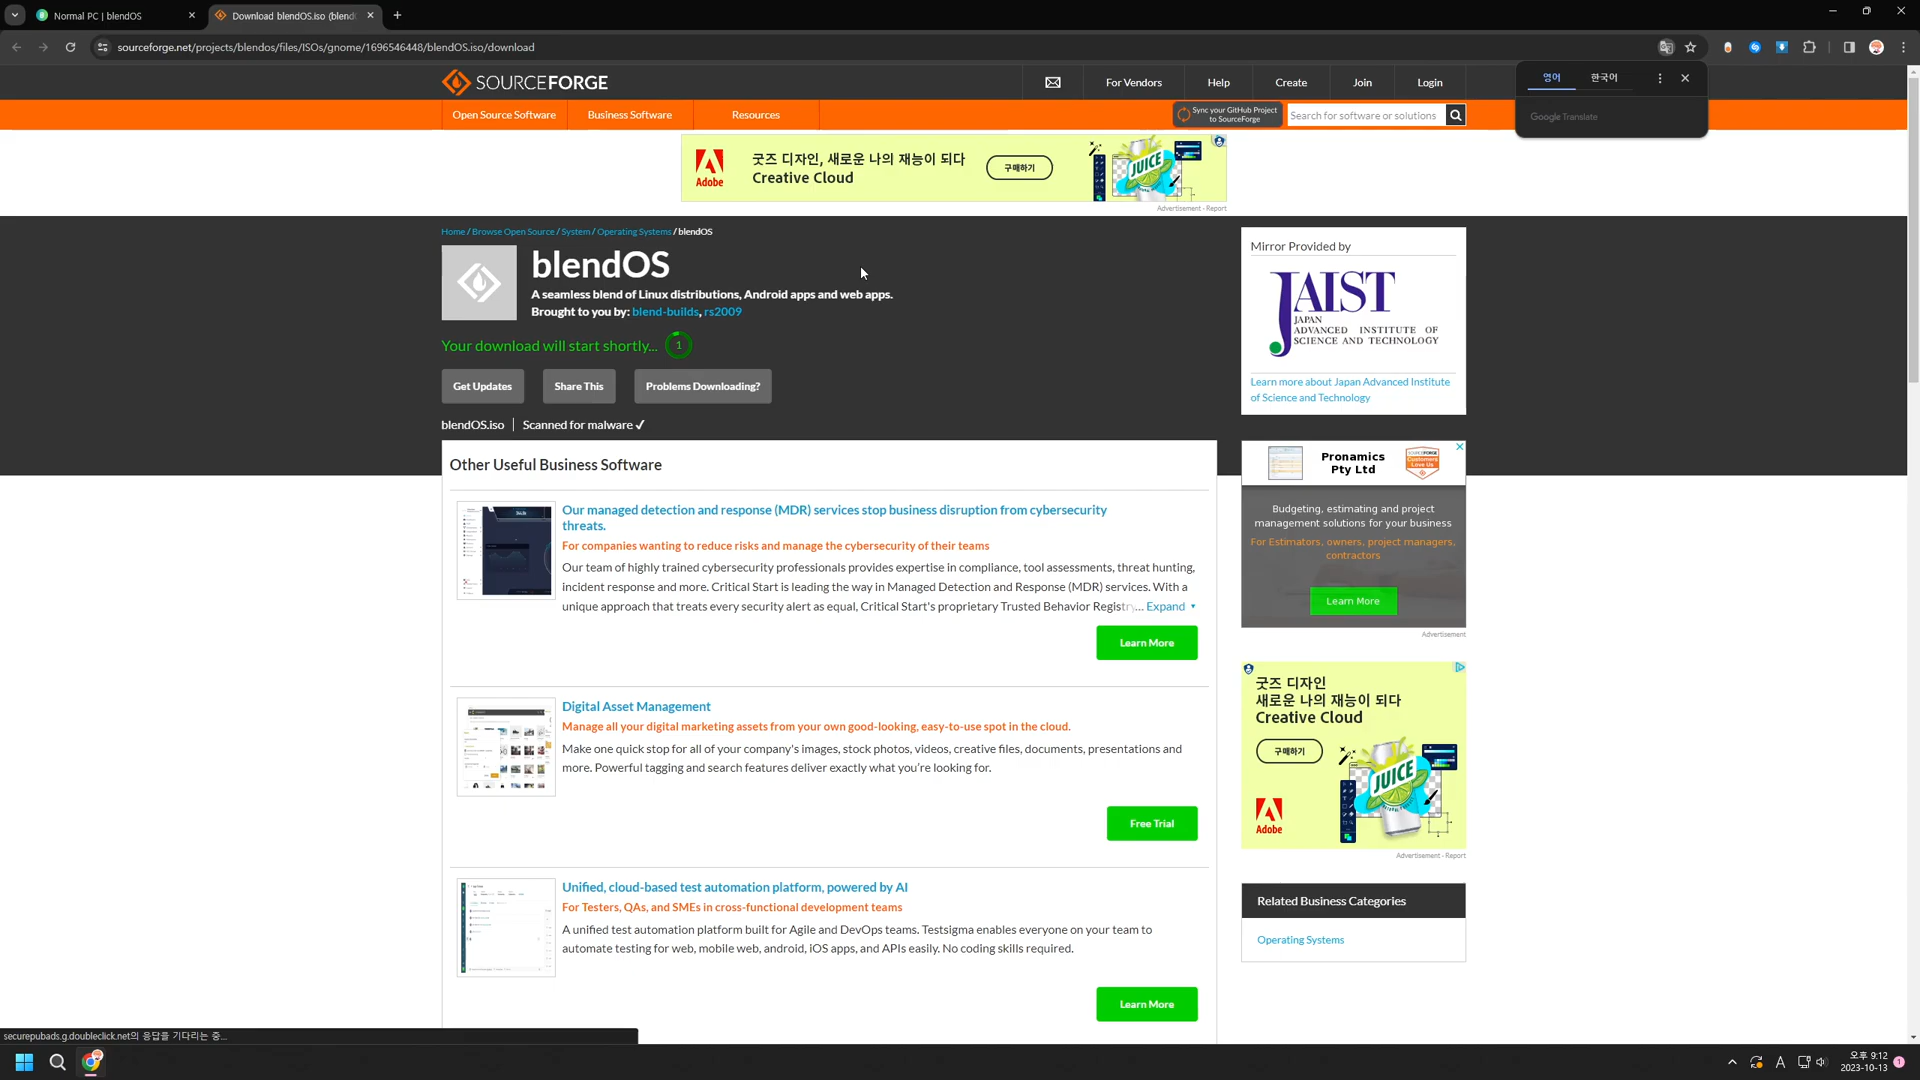 Normal PC | blendOS
Download blendOS.iso (blend
sourceforge.net/projects/blendos/files/ISOs/gnome/1696546448/blendOS.iso/download
SOURCEFORGE
For Vendors
Help
Create
Join
Login
영어
한국어
Google Translate
Open Source Software
Business Software
Resources
Sync your GitHub Project
to SourceForge
Search for software or solutions
Adobe
굿즈 디자인, 새로운 나의 재능이 되다
Creative Cloud
구매하기
JUICE
Advertisement - Report
Home / Browse Open Source / System / Operating Systems / blendOS
blendOS
A seamless blend of Linux distributions, Android apps and web apps.
Brought to you by: blend-builds, rs2009
Your download will start shortly... 1
Get Updates
Share This
Problems Downloading?
blendOS.iso
Scanned for malware ✓
Mirror Provided by
JAIST
JAPAN
ADVANCED INSTITUTE OF
SCIENCE AND TECHNOLOGY
Learn more about Japan Advanced Institute
of Science and Technology
Other Useful Business Software
Our managed detection and response (MDR) services stop business disruption from cybersecurity
threats.
For companies wanting to reduce risks and manage the cybersecurity of their teams
Our team of highly trained cybersecurity professionals provides expertise in compliance, tool assessments, threat hunting,
incident response and more. Critical Start is leading the way in Managed Detection and Response (MDR) services. With a
unique approach that treats every security alert as equal, Critical Start's proprietary Trusted Behavior Registry... Expand
Learn More
Digital Asset Management
Manage all your digital marketing assets from your own good-looking, easy-to-use spot in the cloud.
Make one quick stop for all of your company's images, stock photos, videos, creative files, documents, presentations and
more. Powerful tagging and search features deliver exactly what you're looking for.
Free Trial
Unified, cloud-based test automation platform, powered by AI
For Testers, QAs, and SMEs in cross-functional development teams
A unified test automation platform built for Agile and DevOps teams. Testsigma enables everyone on your team to
automate testing for web, mobile web, android, iOS apps, and APIs easily. No coding skills required.
Learn More
Pronamics
Pty Ltd
Budgeting, estimating and project
management solutions for your business
For Estimators, owners, project managers,
contractors
Learn More
Advertisement
굿즈 디자인
새로운 나의 재능이 되다
Creative Cloud
구매하기
JUICE
Adobe
Advertisement - Report
Related Business Categories
Operating Systems
securepubads.g.doubleclick.net의 응답을 기다리는 중...
A
오후 9:12
2023-10-13
1